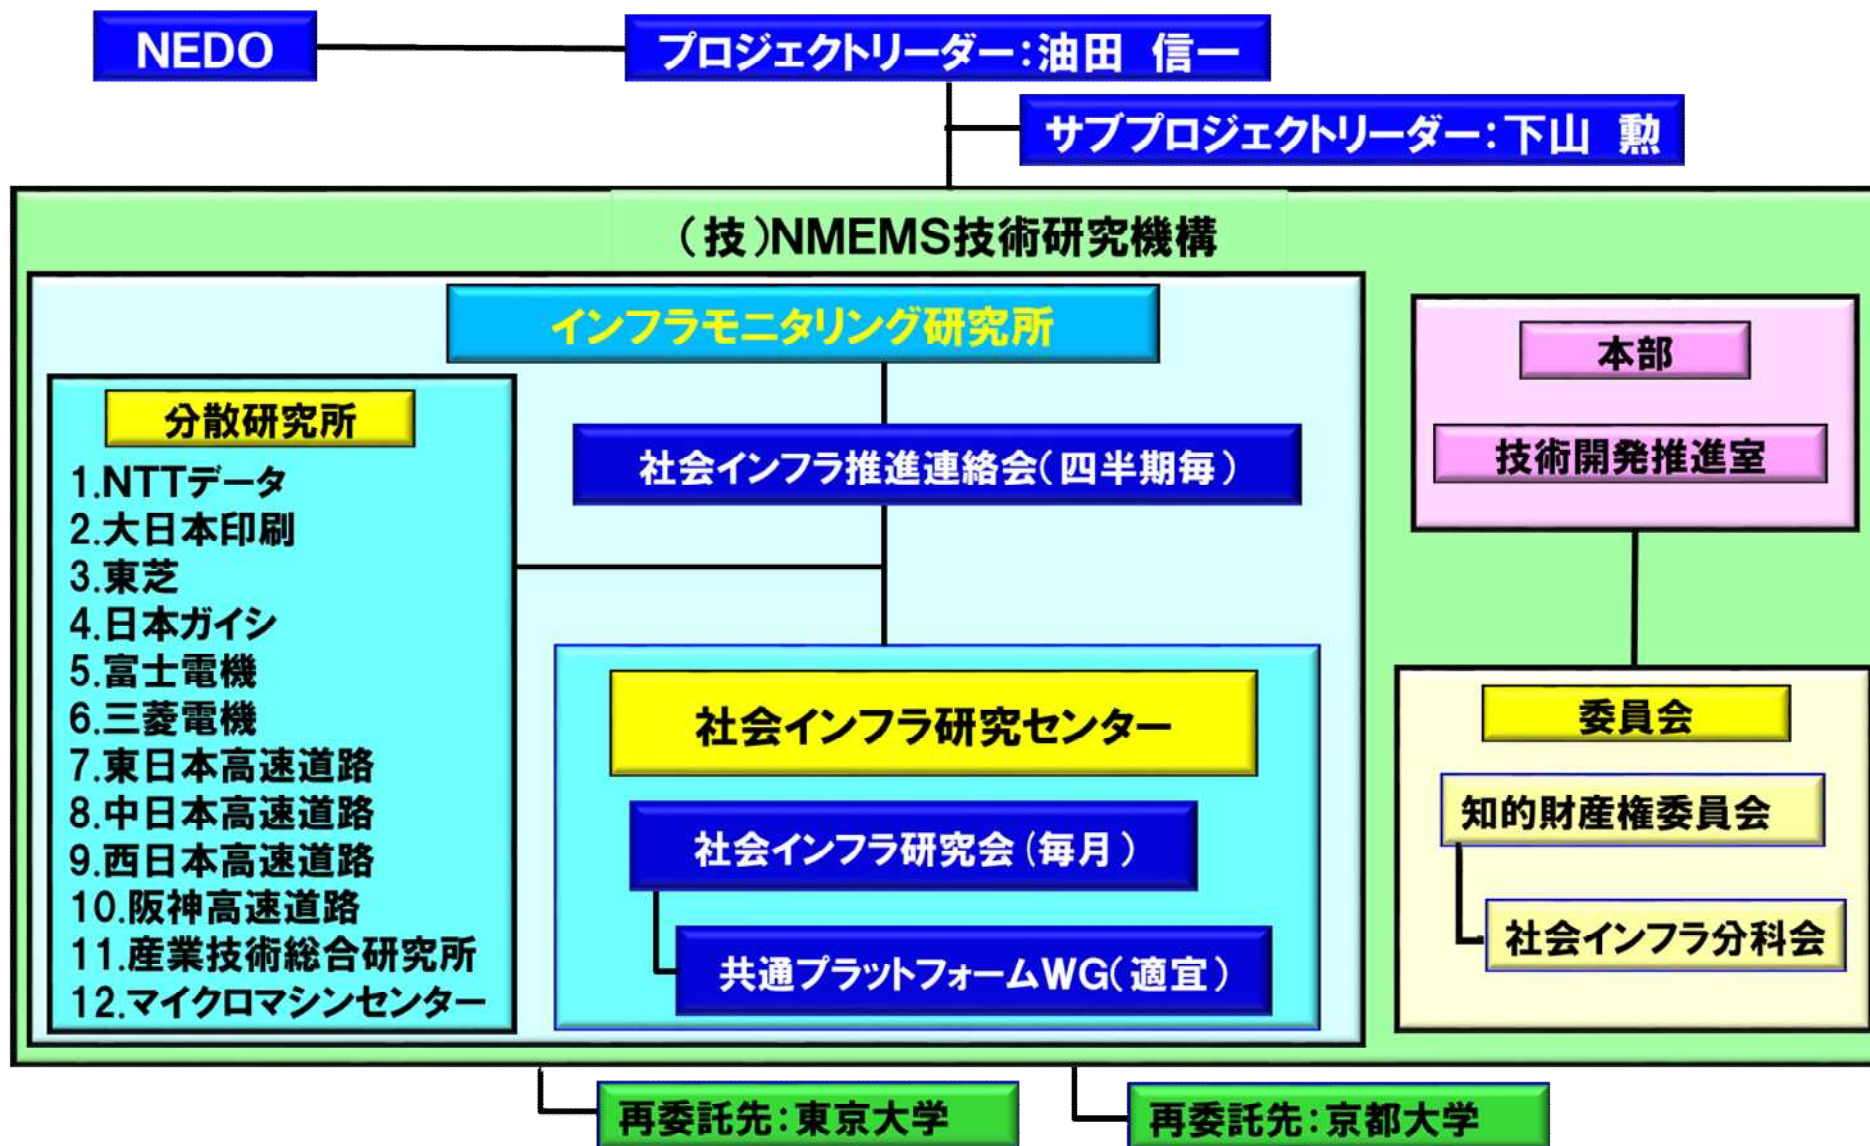 NEDO
プロジェクトリーダー:油田 信一
サブプロジェクトリーダー:下山 勲
(技)NMEMS技術研究機構
インフラモニタリング研究所
分散研究所
1.NTTデータ
2.大日本印刷
3.東芝
4.日本ガイシ
5.富士電機
6.三菱電機
7.東日本高速道路
8.中日本高速道路
9.西日本高速道路
10.阪神高速道路
11.産業技術総合研究所
12.マイクロマシンセンター
社会インフラ推進連絡会(四半期毎)
社会インフラ研究センター
社会インフラ研究会(毎月)
共通プラットフォームWG(適宜)
本部
技術開発推進室
委員会
知的財産権委員会
社会インフラ分科会
再委託先:東京大学
再委託先:京都大学